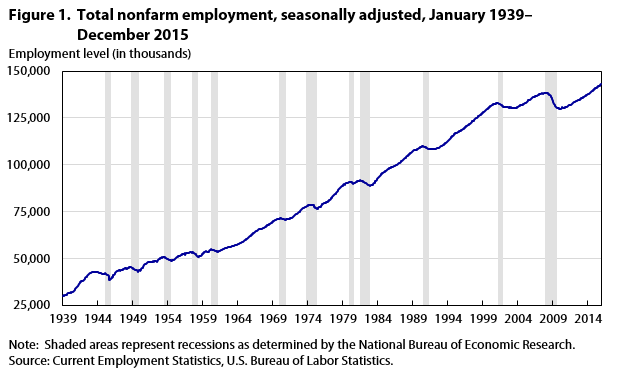 Figure 1. Total nonfarm employment, seasonally adjusted, January 1939–
December 2015
Employment level (in thousands)
150,000
125,000
100,000
75,000
50,000
25,000
1939 1944 1949 1954 1959 1964 1969 1974 1979 1984 1989 1994 1999 2004 2009 2014
Note: Shaded areas represent recessions as determined by the National Bureau of Economic Research.
Source: Current Employment Statistics, U.S. Bureau of Labor Statistics.